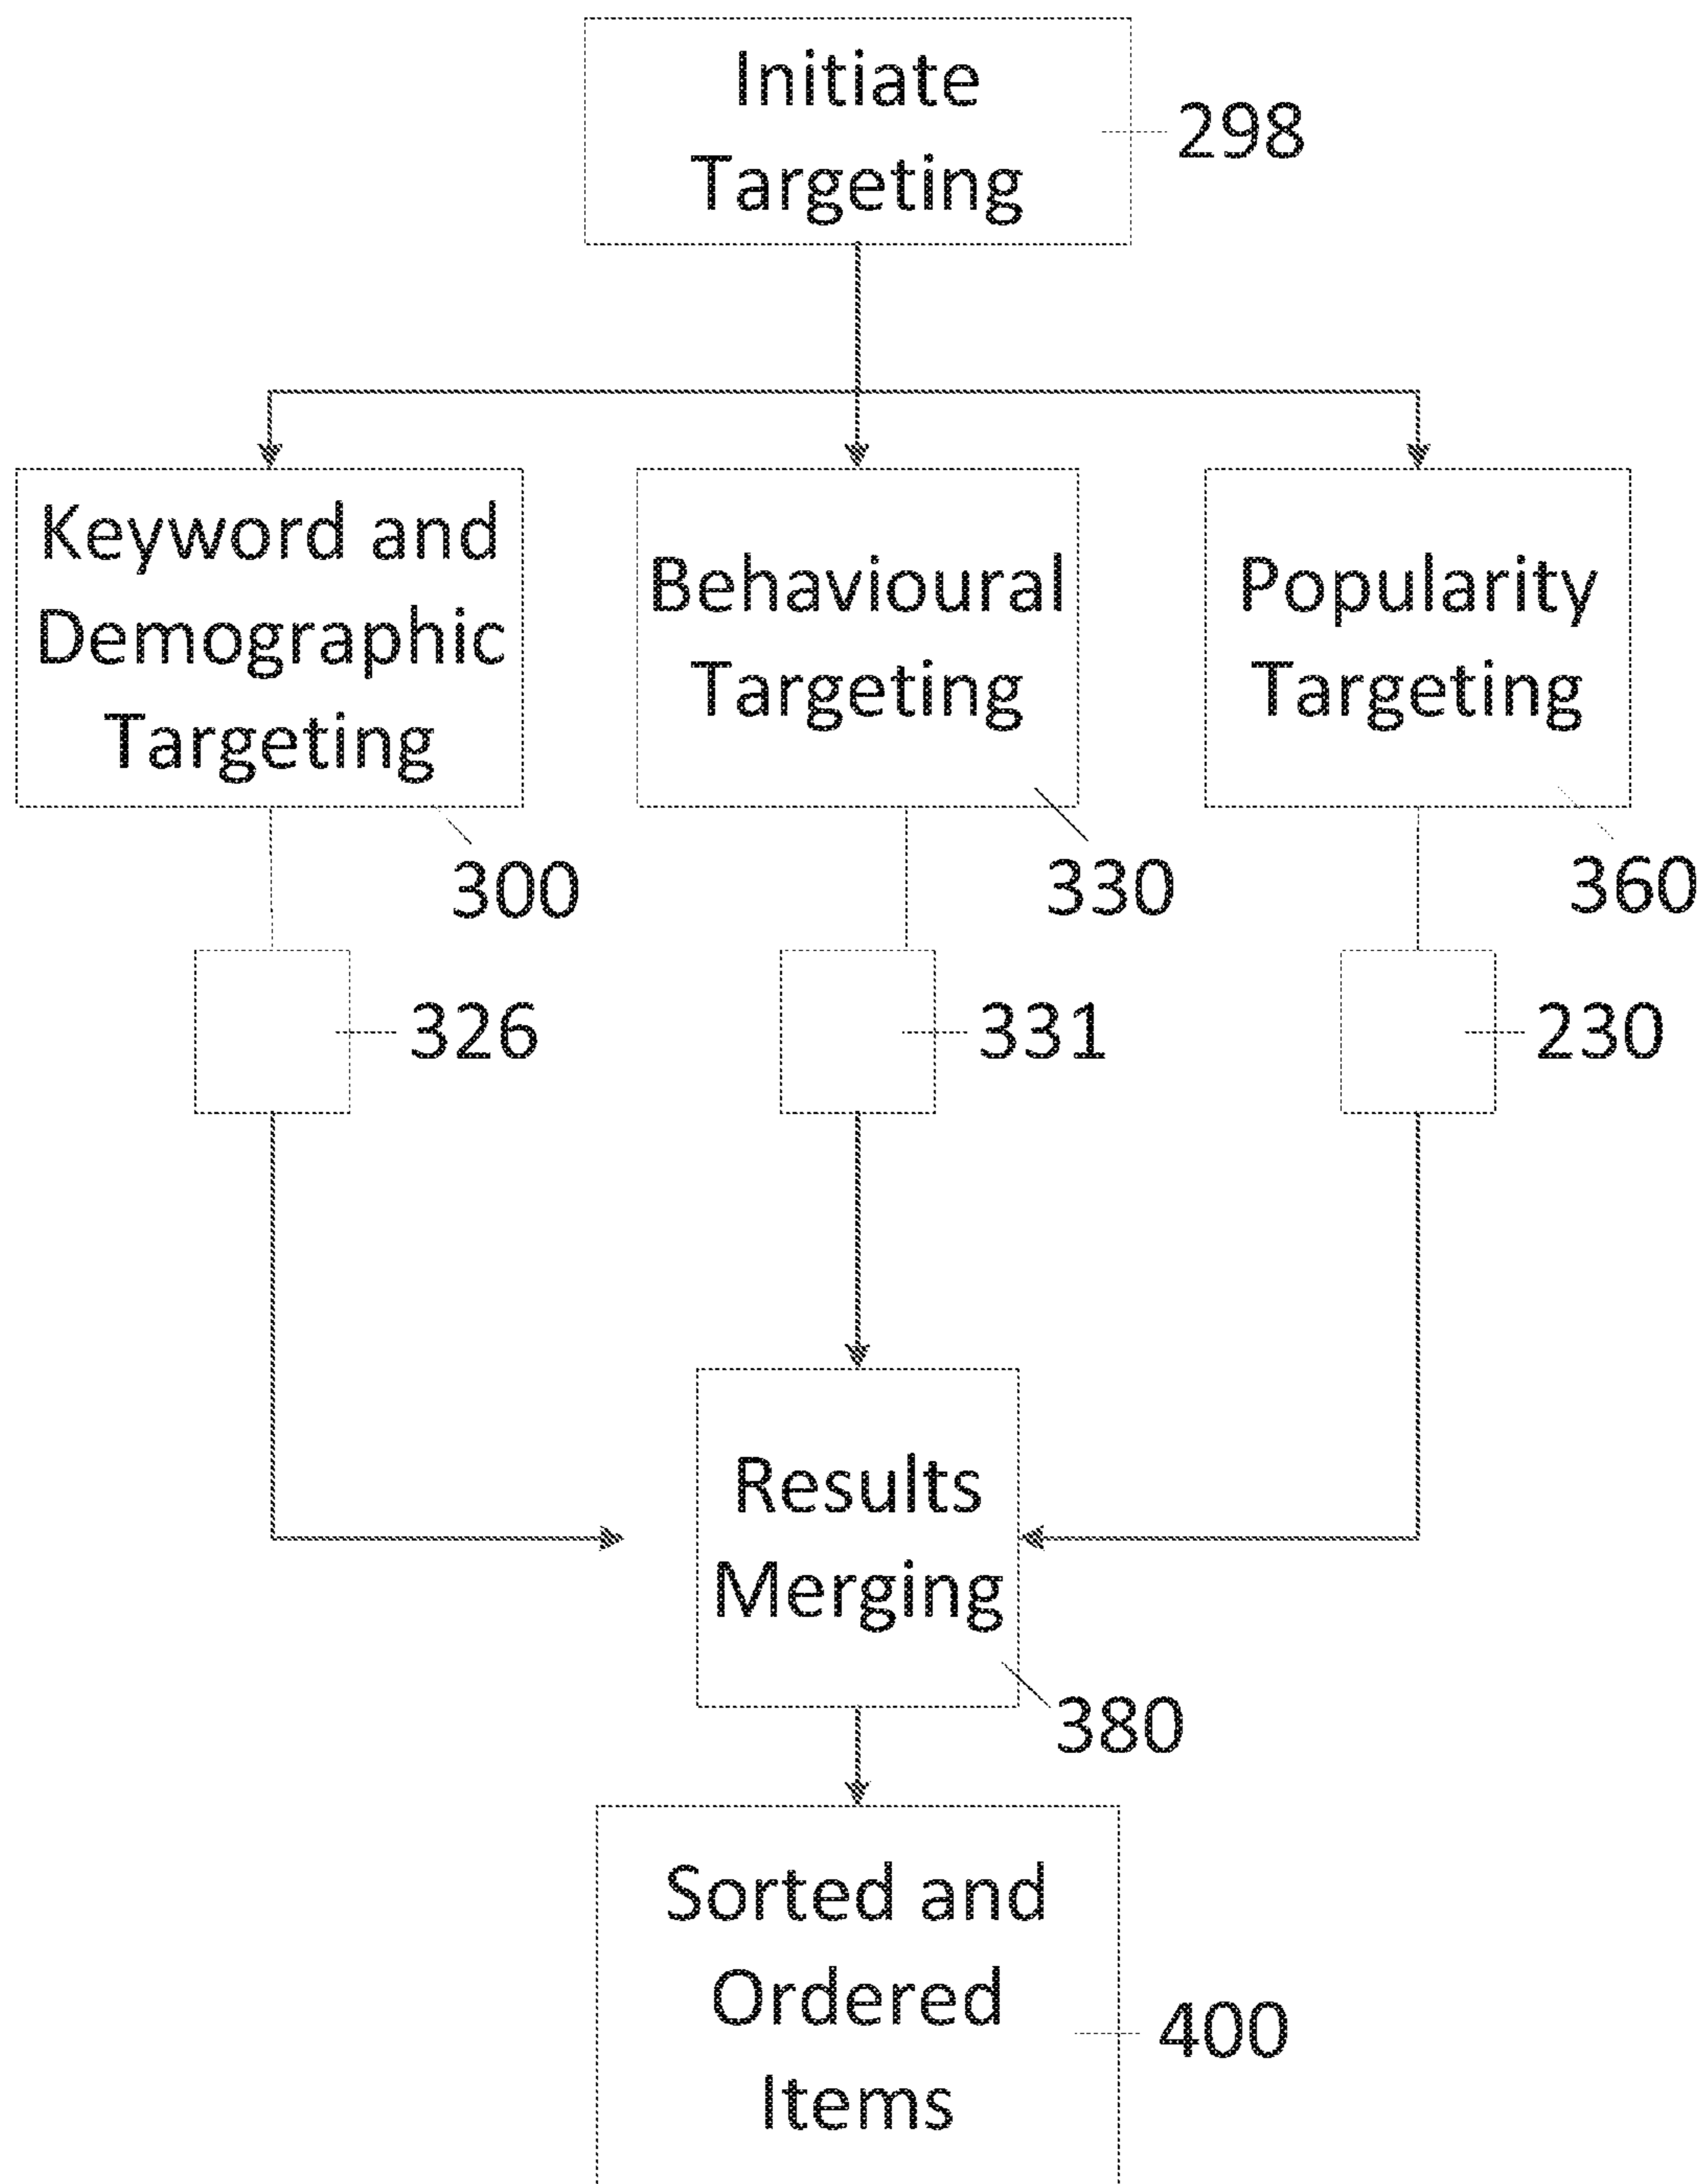 Initiate
Targeting
298
Keyword and
Demographic
Targeting
300
Behavioural
Targeting
330
Popularity
Targeting
360
326
331
230
Results
Merging
380
Sorted and
Ordered
Items
400